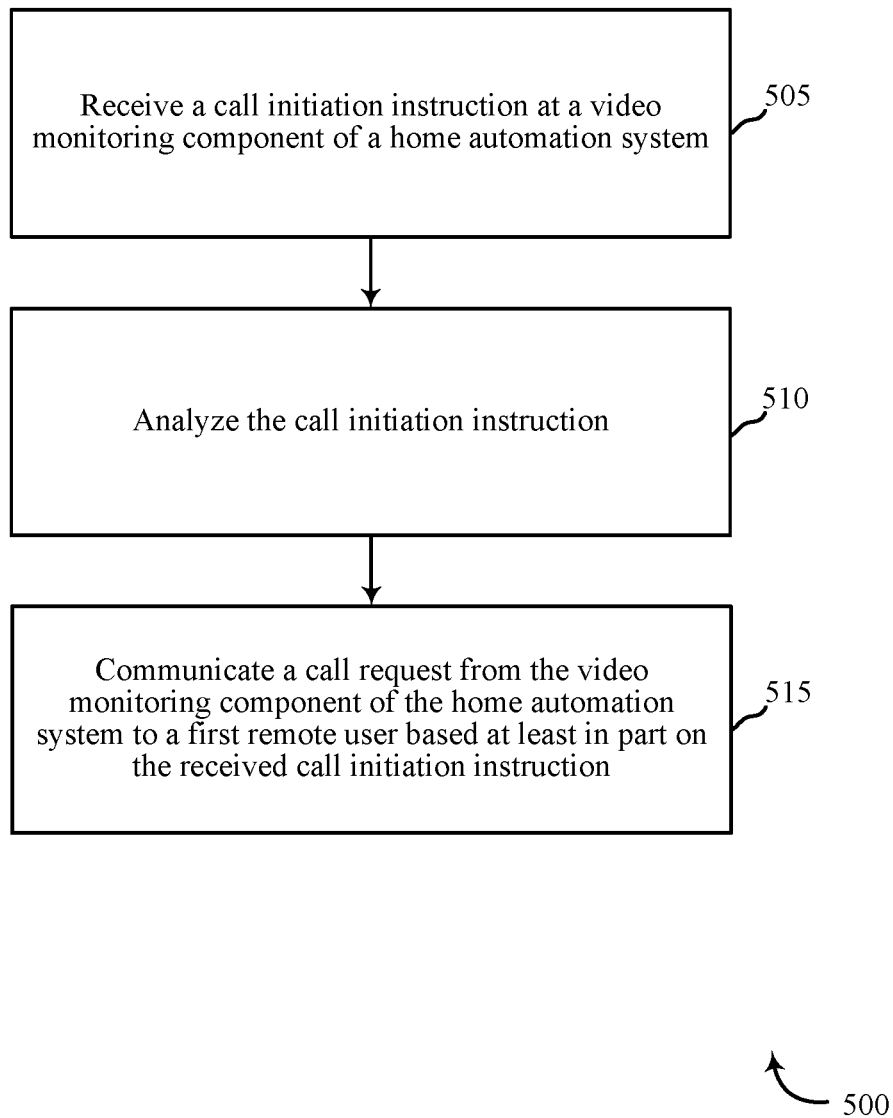 Receive a call initiation instruction at a video
monitoring component of a home automation system
505
Analyze the call initiation instruction
510
Communicate a call request from the video
monitoring component of the home automation
system to a first remote user based at least in part on
the received call initiation instruction
515
500